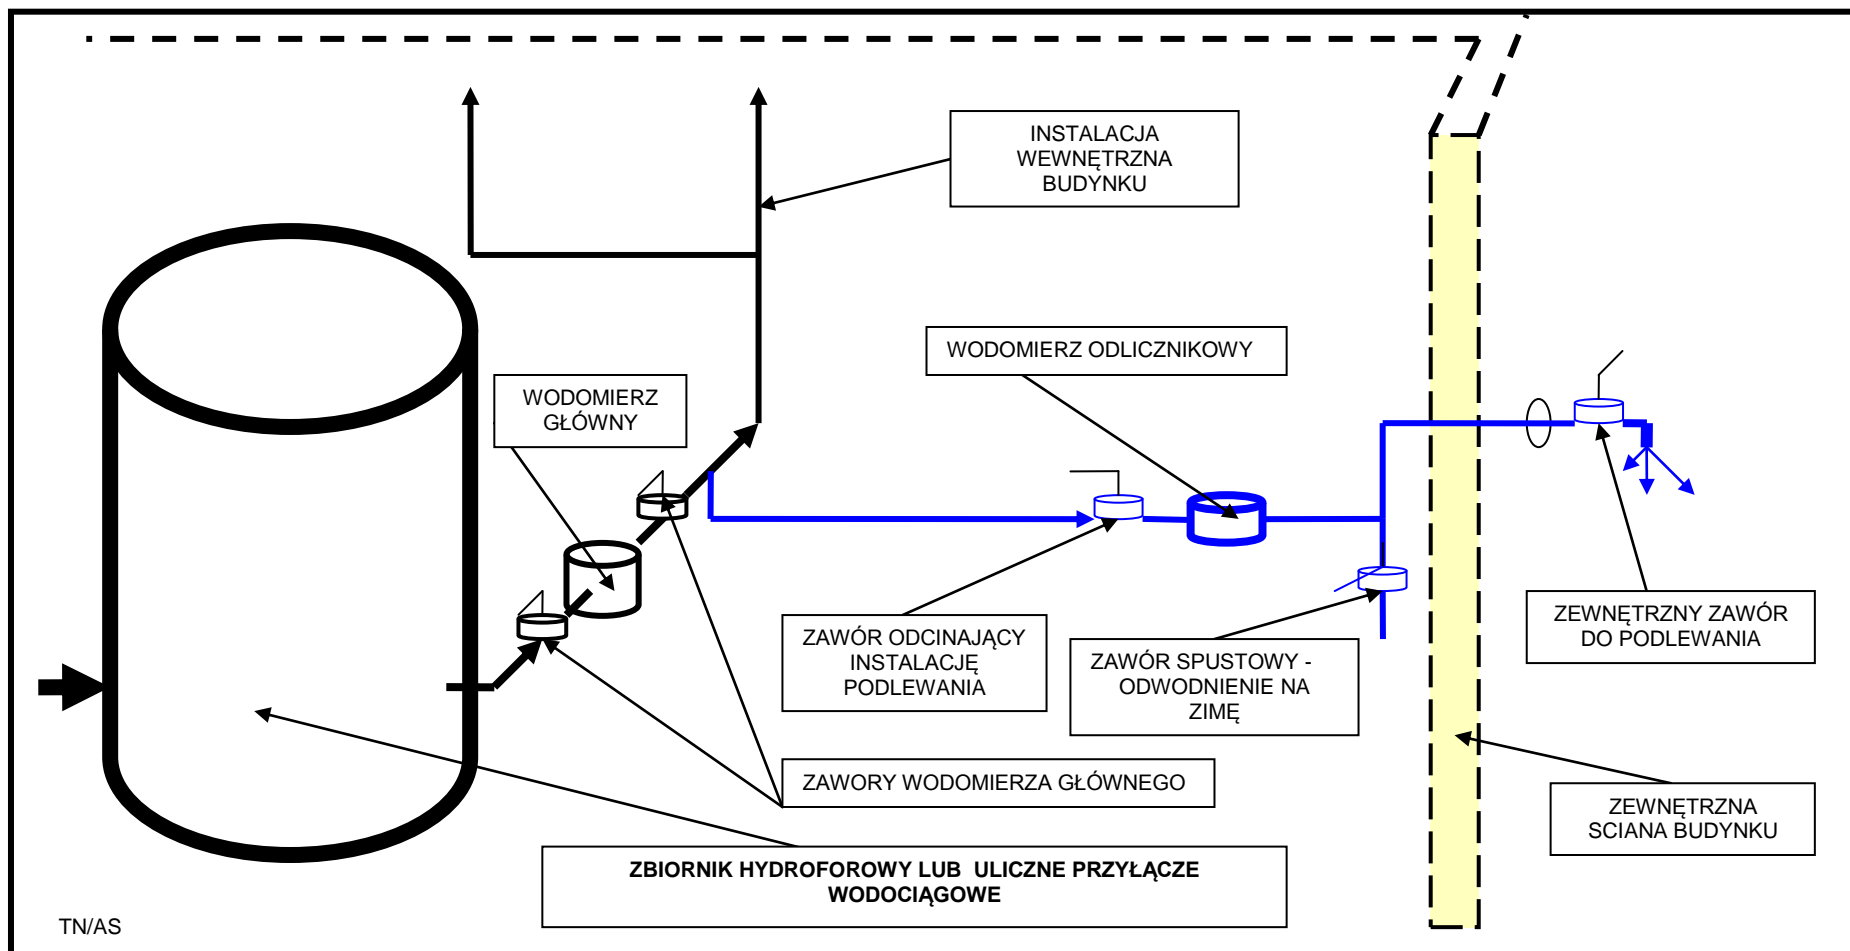 INSTALACJA
WEWNĘTRZNA
BUDYNKU
WODOMIERZ ODLICZNIKOWY
WODOMIERZ
GŁÓWNY
ZAWÓR ODCINAJĄCY
INSTALACJĘ
PODLEWANIA
ZAWÓR SPUSTOWY -
ODWODNIENIE NA
ZIMĘ
ZEWNĘTRZNY ZAWÓR
DO PODLEWANIA
ZAWORY WODOMIERZA GŁÓWNEGO
ZEWNĘTRZNA
SCIANA BUDYNKU
ZBIORNIK HYDROFOROWY LUB ULICZNE PRZYŁĄCZE
WODOCIĄGOWE
TN/AS